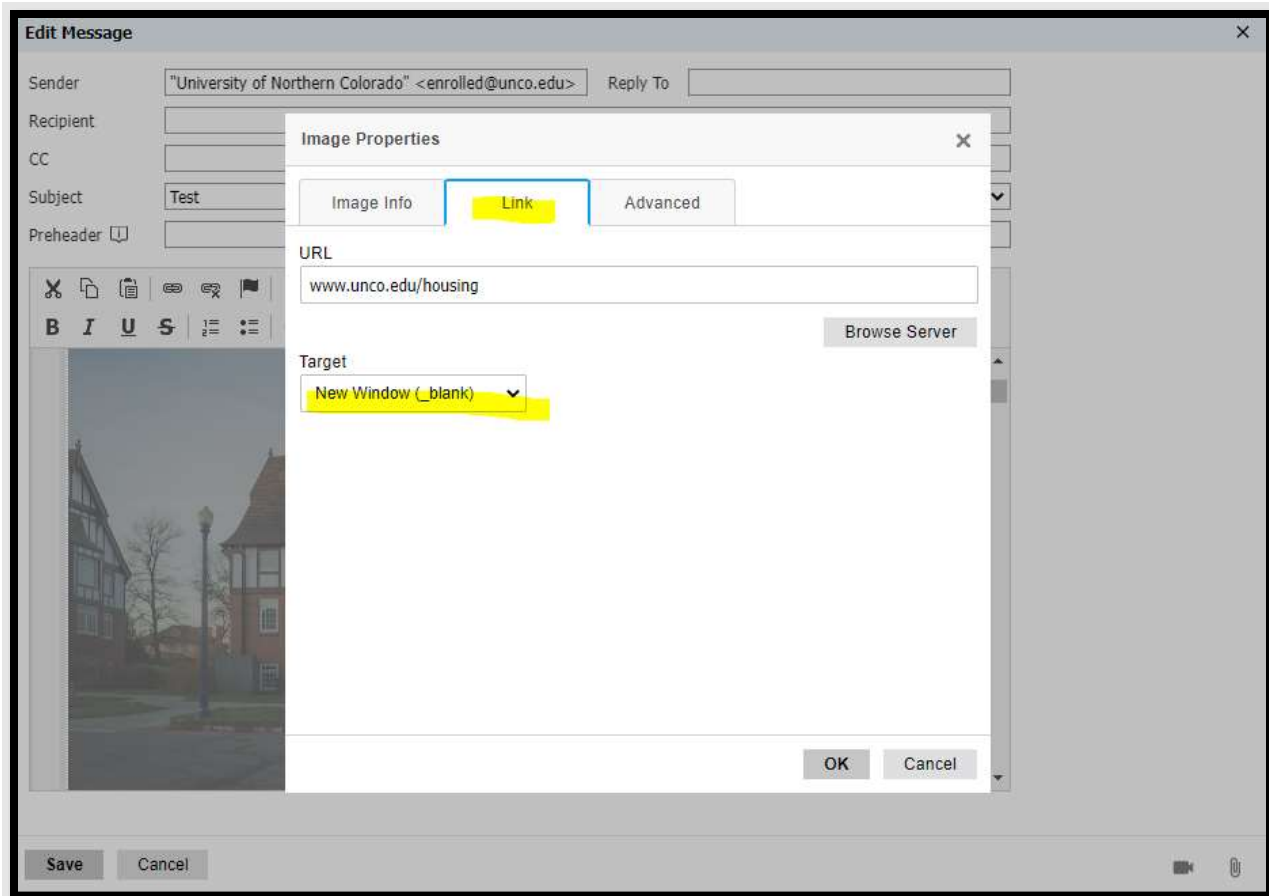 Edit Message
Sender "University of Northern Colorado" <enrolled@unco.edu> Reply To
Recipient
CC
Subject Test
Preheader
Image Properties
Image Info Link Advanced
URL
www.unco.edu/housing
Browse Server
Target
New Window (_blank)
B I U S
OK Cancel
Save Cancel